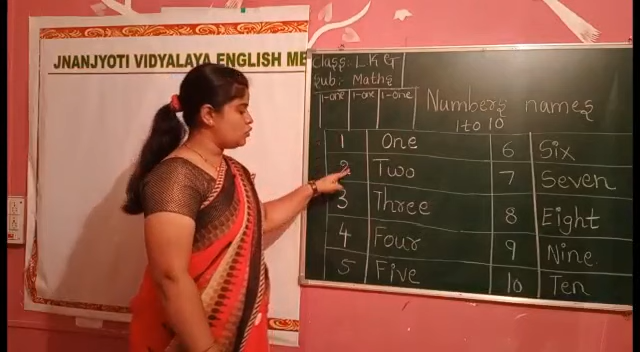 JNANJYOTI VIDYALAYA ENGLISH ME
Class:- L K G
Sub:- Maths
1-one 1-one 1-one
Numbers names
1 to 10
1 One 6 Six
2 Two 7 Seven
3 Three 8 Eight
4 Four 9 Nine
5 Five 10 Ten